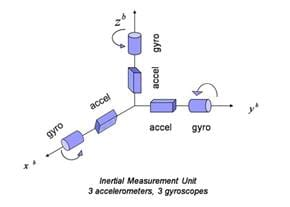 z b
gyro
accel
accel
gyro
accel
gyro
y b
x b
Inertial Measurement Unit
3 accelerometers, 3 gyroscopes